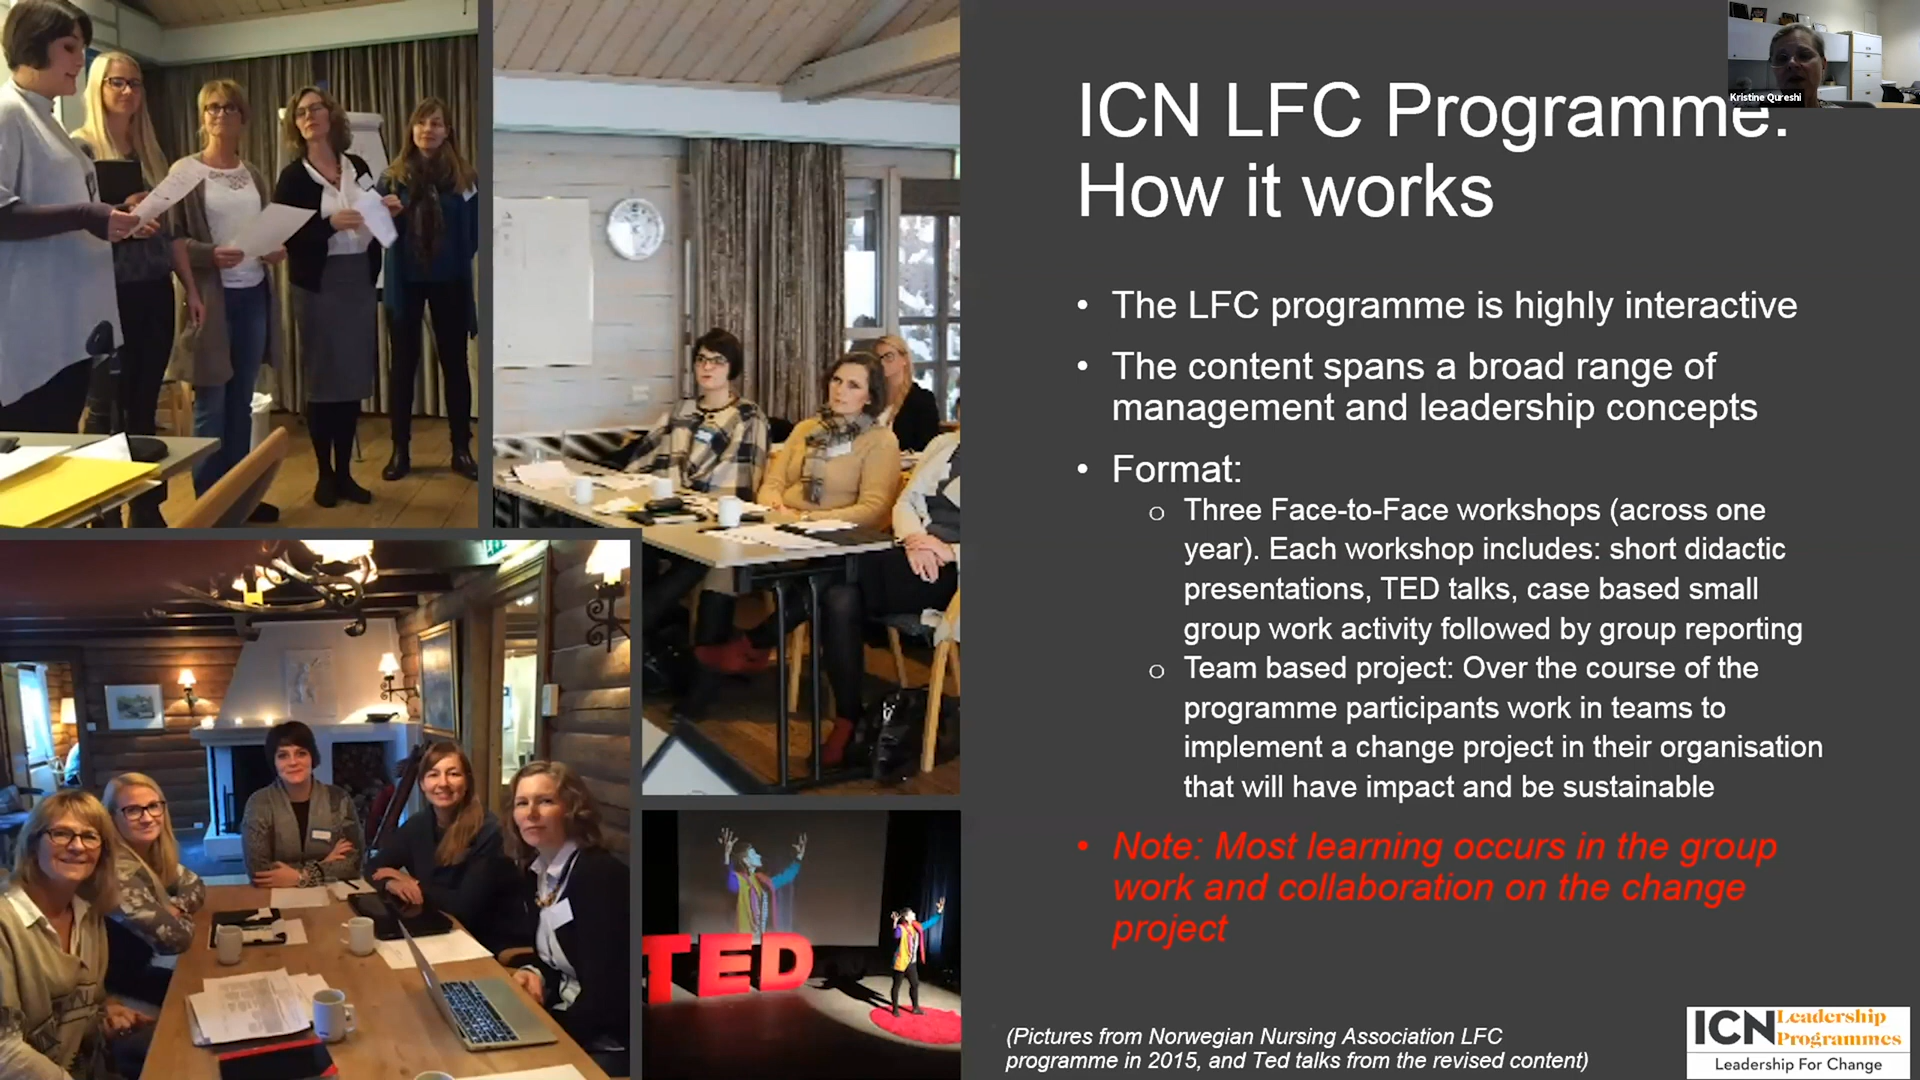 Kristine Qureshi
ICN LFC Programme:
How it works
• The LFC programme is highly interactive
• The content spans a broad range of
management and leadership concepts
• Format:
o Three Face-to-Face workshops (across one
year). Each workshop includes: short didactic
presentations, TED talks, case based small
group work activity followed by group reporting
o Team based project: Over the course of the
programme participants work in teams to
implement a change project in their organisation
that will have impact and be sustainable
• Note: Most learning occurs in the group
work and collaboration on the change
project
TED
(Pictures from Norwegian Nursing Association LFC
programme in 2015, and Ted talks from the revised content)
ICN Leadership
Programmes
Leadership For Change